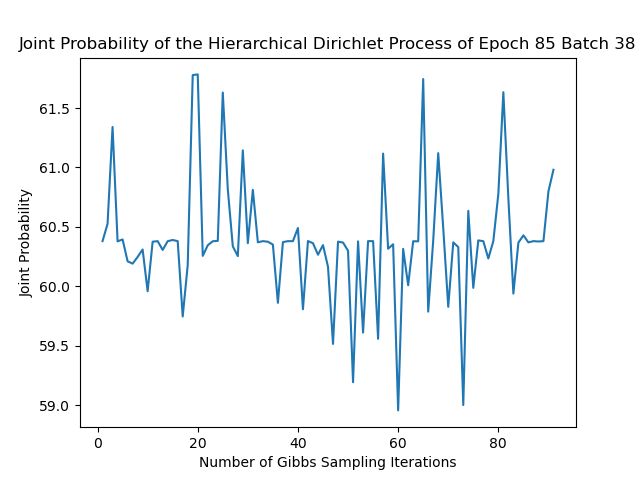 Joint Probability of the Hierarchical Dirichlet Process of Epoch 85 Batch 38
61.5
61.0
60.5
60.0
59.5
59.0
Joint Probability
0 20 40 60 80
Number of Gibbs Sampling Iterations